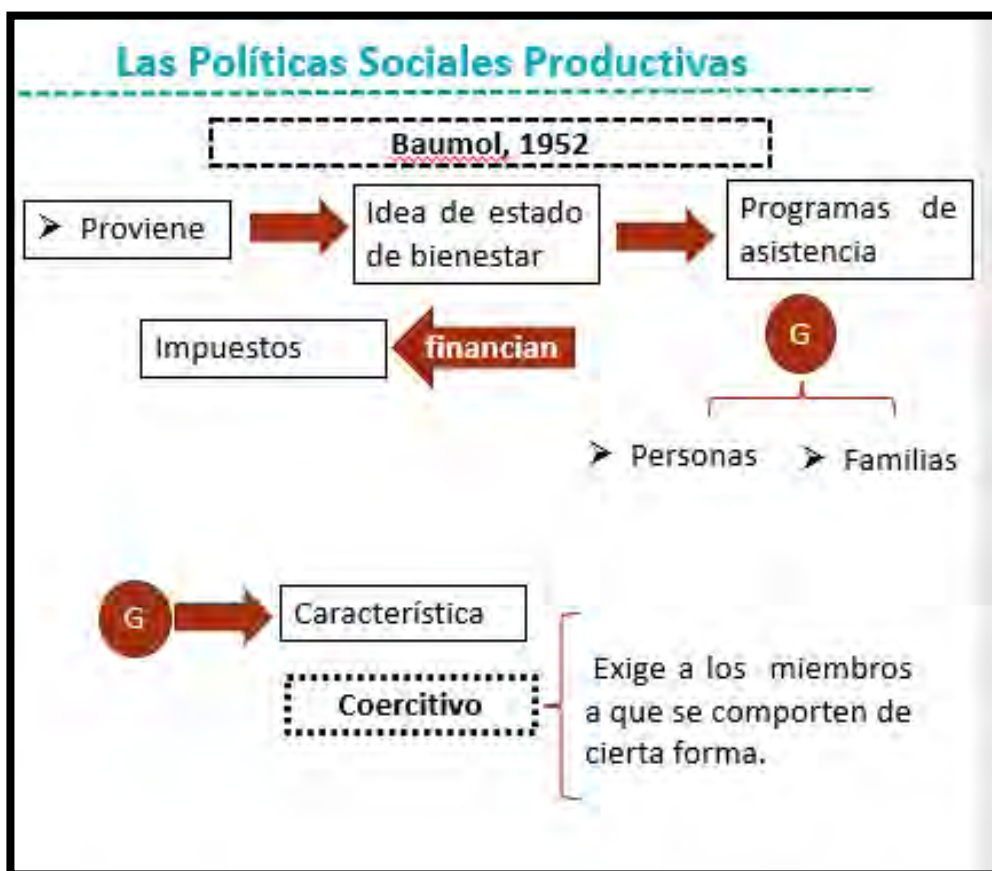 Las Políticas Sociales Productivas
Baumol, 1952
➤ Proviene
Idea de estado
de bienestar
Programas de
asistencia
Impuestos
financian
G
➤ Personas
➤ Familias
G
Característica
Coercitivo
Exige a los miembros
a que se comporten de
cierta forma.